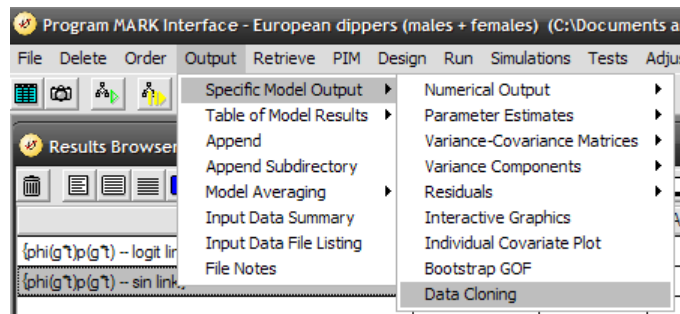 Program MARK Interface - European dippers (males + females) (C:\Documents a
File Delete Order Output Retrieve PIM Design Run Simulations Tests Adju
Specific Model Output
Table of Model Results
Append
Append Subdirectory
Model Averaging
Input Data Summary
Input Data File Listing
File Notes
Numerical Output
Parameter Estimates
Variance-Covariance Matrices
Variance Components
Residuals
Interactive Graphics
Individual Covariate Plot
Bootstrap GOF
Data Cloning
Results Browser
{phi(g*t)p(g*t) -- logit lin
{phi(g*t)p(g*t) -- sin link}